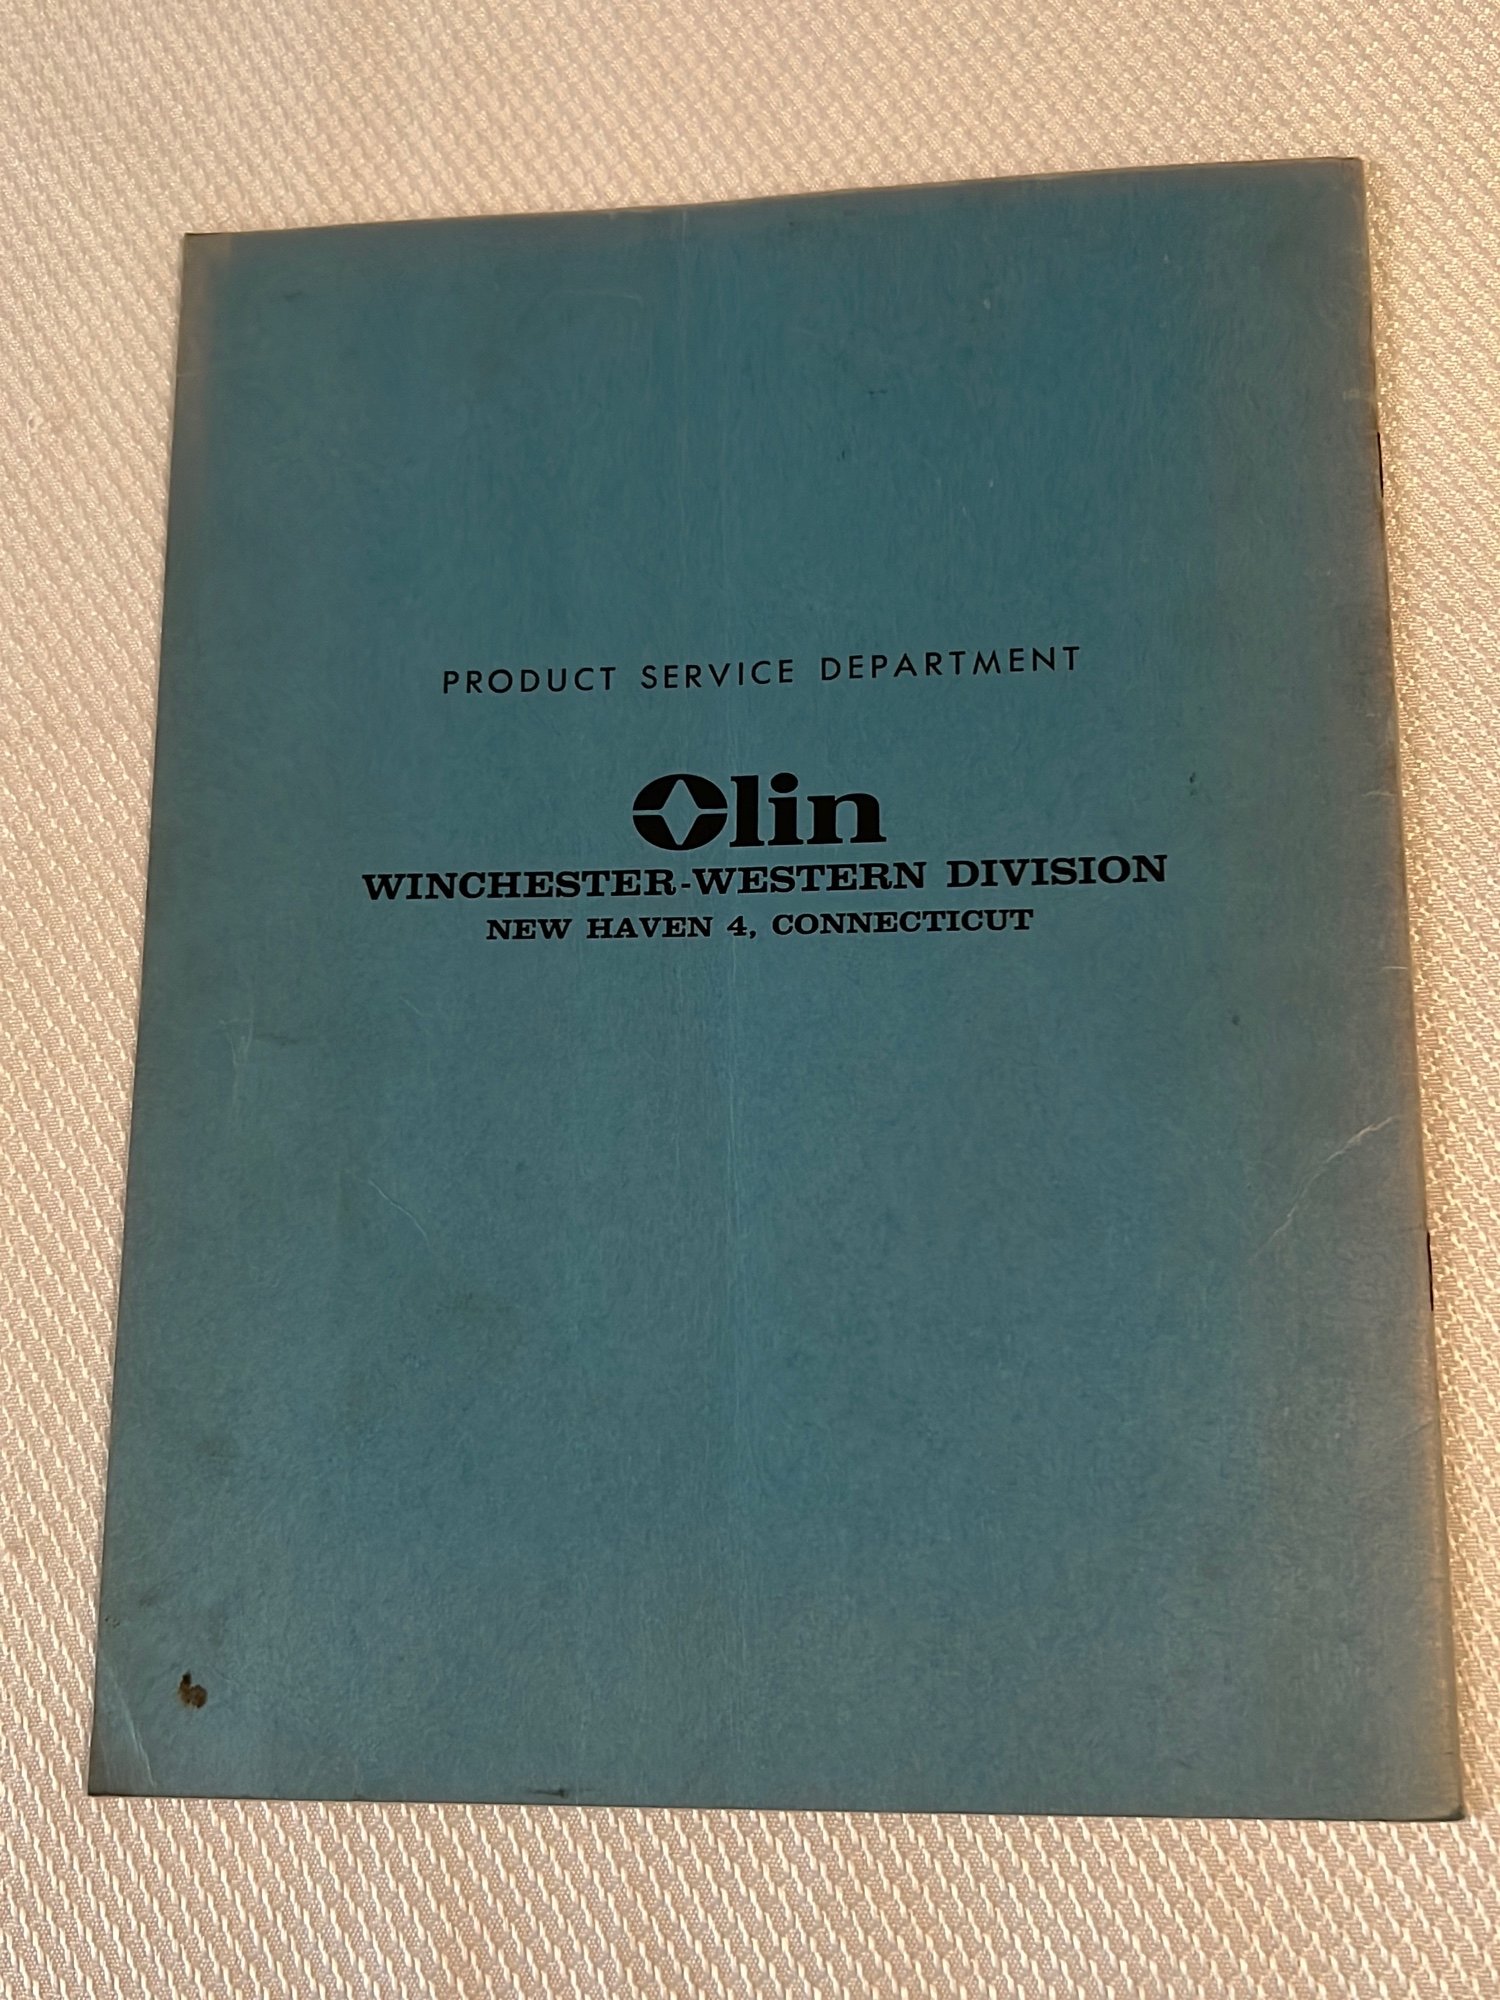 PRODUCT SERVICE DEPARTMENT
Olin
WINCHESTER-WESTERN DIVISION
NEW HAVEN 4, CONNECTICUT